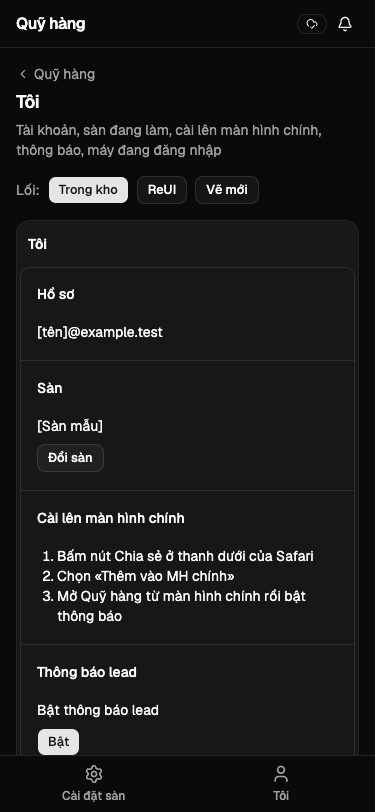 Quỹ hàng
Quỹ hàng
Tôi
Tài khoản, sàn đang làm, cài lên màn hình chính,
thông báo, máy đang đăng nhập
Lối: Trong kho ReUI Vẽ mới
Tôi
Hồ sơ
[tên]@example.test
Sàn
[Sàn mẫu]
Đổi sàn
Cài lên màn hình chính
1. Bấm nút Chia sẻ ở thanh dưới của Safari
2. Chọn «Thêm vào MH chính»
3. Mở Quỹ hàng từ màn hình chính rồi bật
thông báo
Thông báo lead
Bật thông báo lead
Bật
Cài đặt sàn Tôi